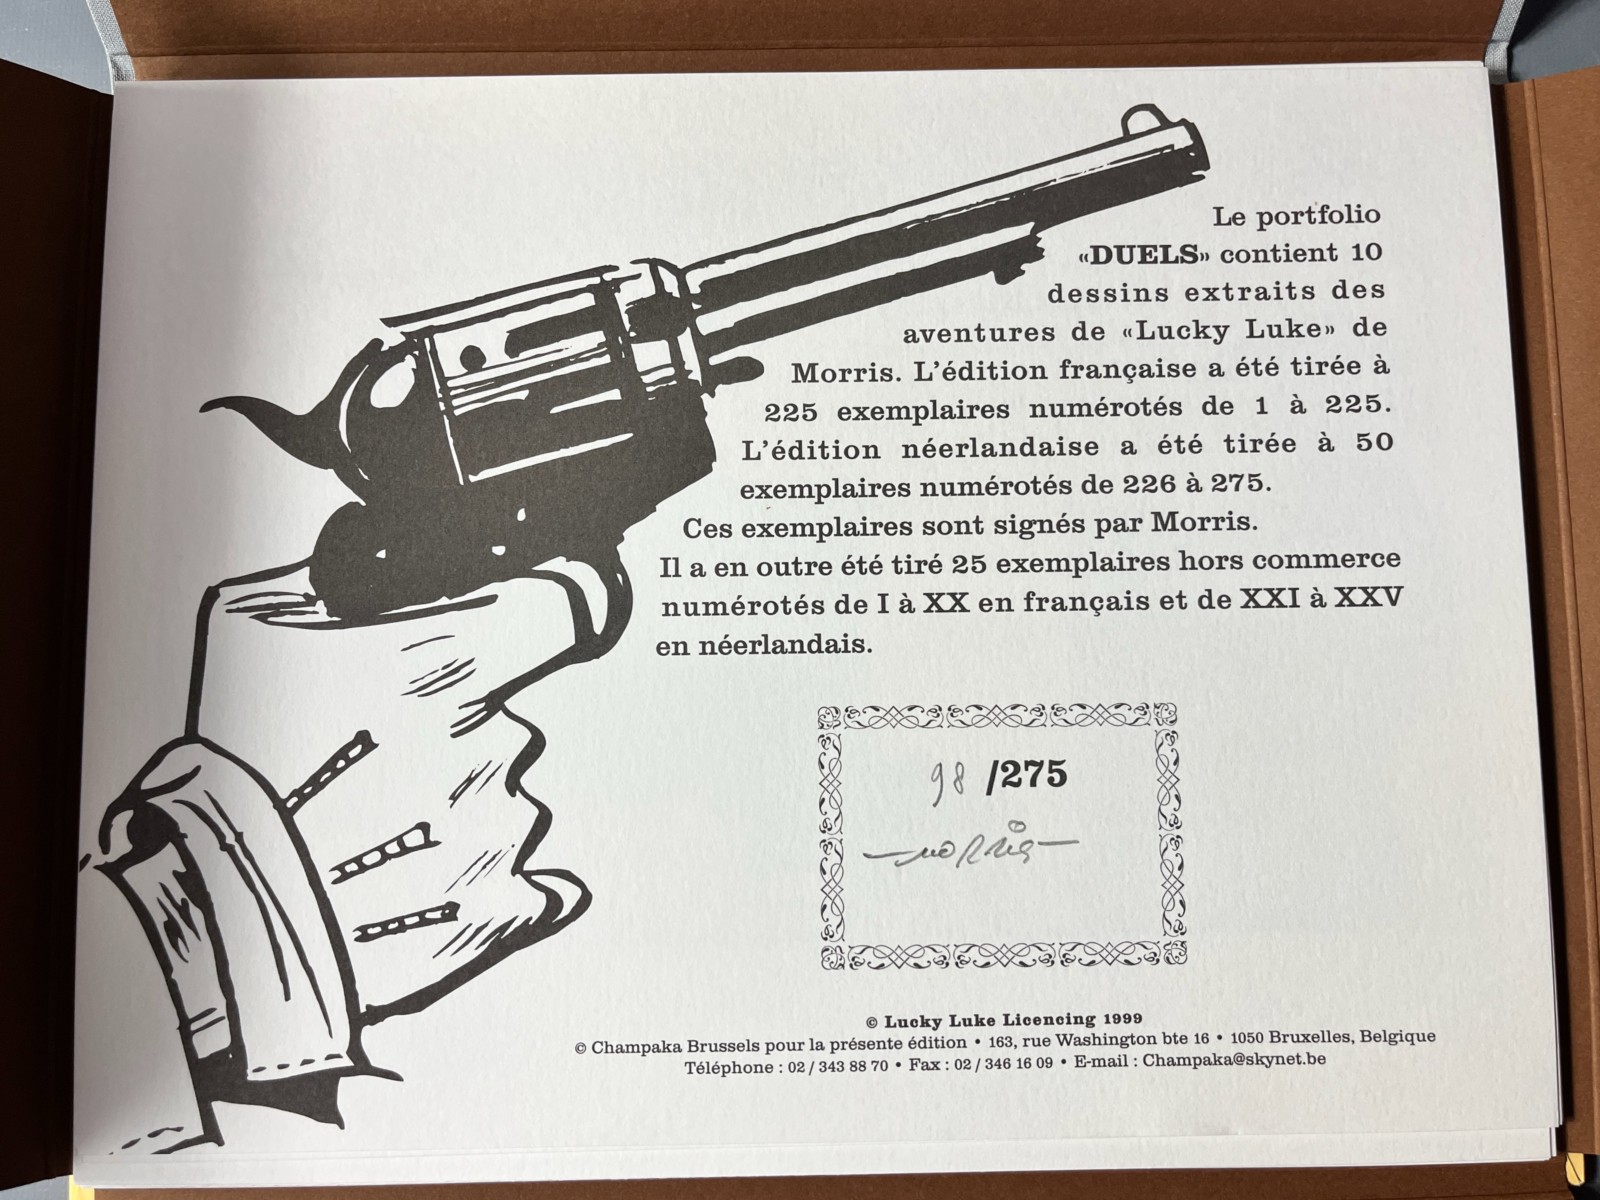 Le portfolio
«DUELS» contient 10
dessins extraits des
aventures de «Lucky Luke» de
Morris. L'édition française a été tirée à
225 exemplaires numérotés de 1 à 225.
L'édition néerlandaise a été tirée à 50
exemplaires numérotés de 226 à 275.
Ces exemplaires sont signés par Morris.
Il a en outre été tiré 25 exemplaires hors commerce
numérotés de I à XX en français et de XXI à XXV
en néerlandais.
98 /275
Morris
© Lucky Luke Licencing 1999
© Champaka Brussels pour la présente édition • 163, rue Washington bte 16 • 1050 Bruxelles, Belgique
Téléphone : 02 / 343 88 70 • Fax : 02 / 346 16 09 • E-mail : Champaka@skynet.be